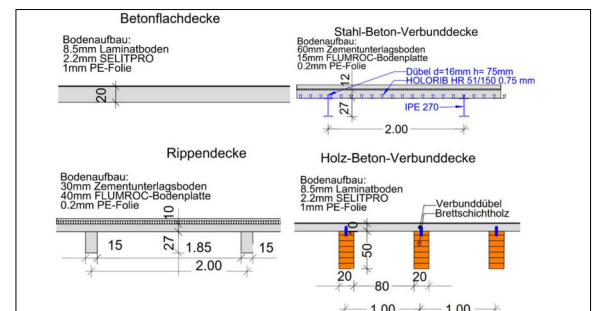 Betonflachdecke
Bodenaufbau:
8.5mm Laminatboden
2.2mm SELITPRO
1mm PE-Folie
20
Stahl-Beton-Verbunddecke
Bodenaufbau:
60mm Zementunterlagsboden
15mm FLUMROC-Bodenplatte
0.2mm PE-Folie
12
Dübel d=16mm h= 75mm
HOLORIB HR 51/150 0.75 mm
27
IPE 270
2.00
Rippendecke
Bodenaufbau:
30mm Zementunterlagsboden
40mm FLUMROC-Bodenplatte
0.2mm PE-Folie
10
15
27
1.85
15
2.00
Holz-Beton-Verbunddecke
Bodenaufbau:
8.5mm Laminatboden
2.2mm SELITPRO
1mm PE-Folie
Verbunddübel
Brettschichtholz
10
50
20
20
80
1.00
1.00